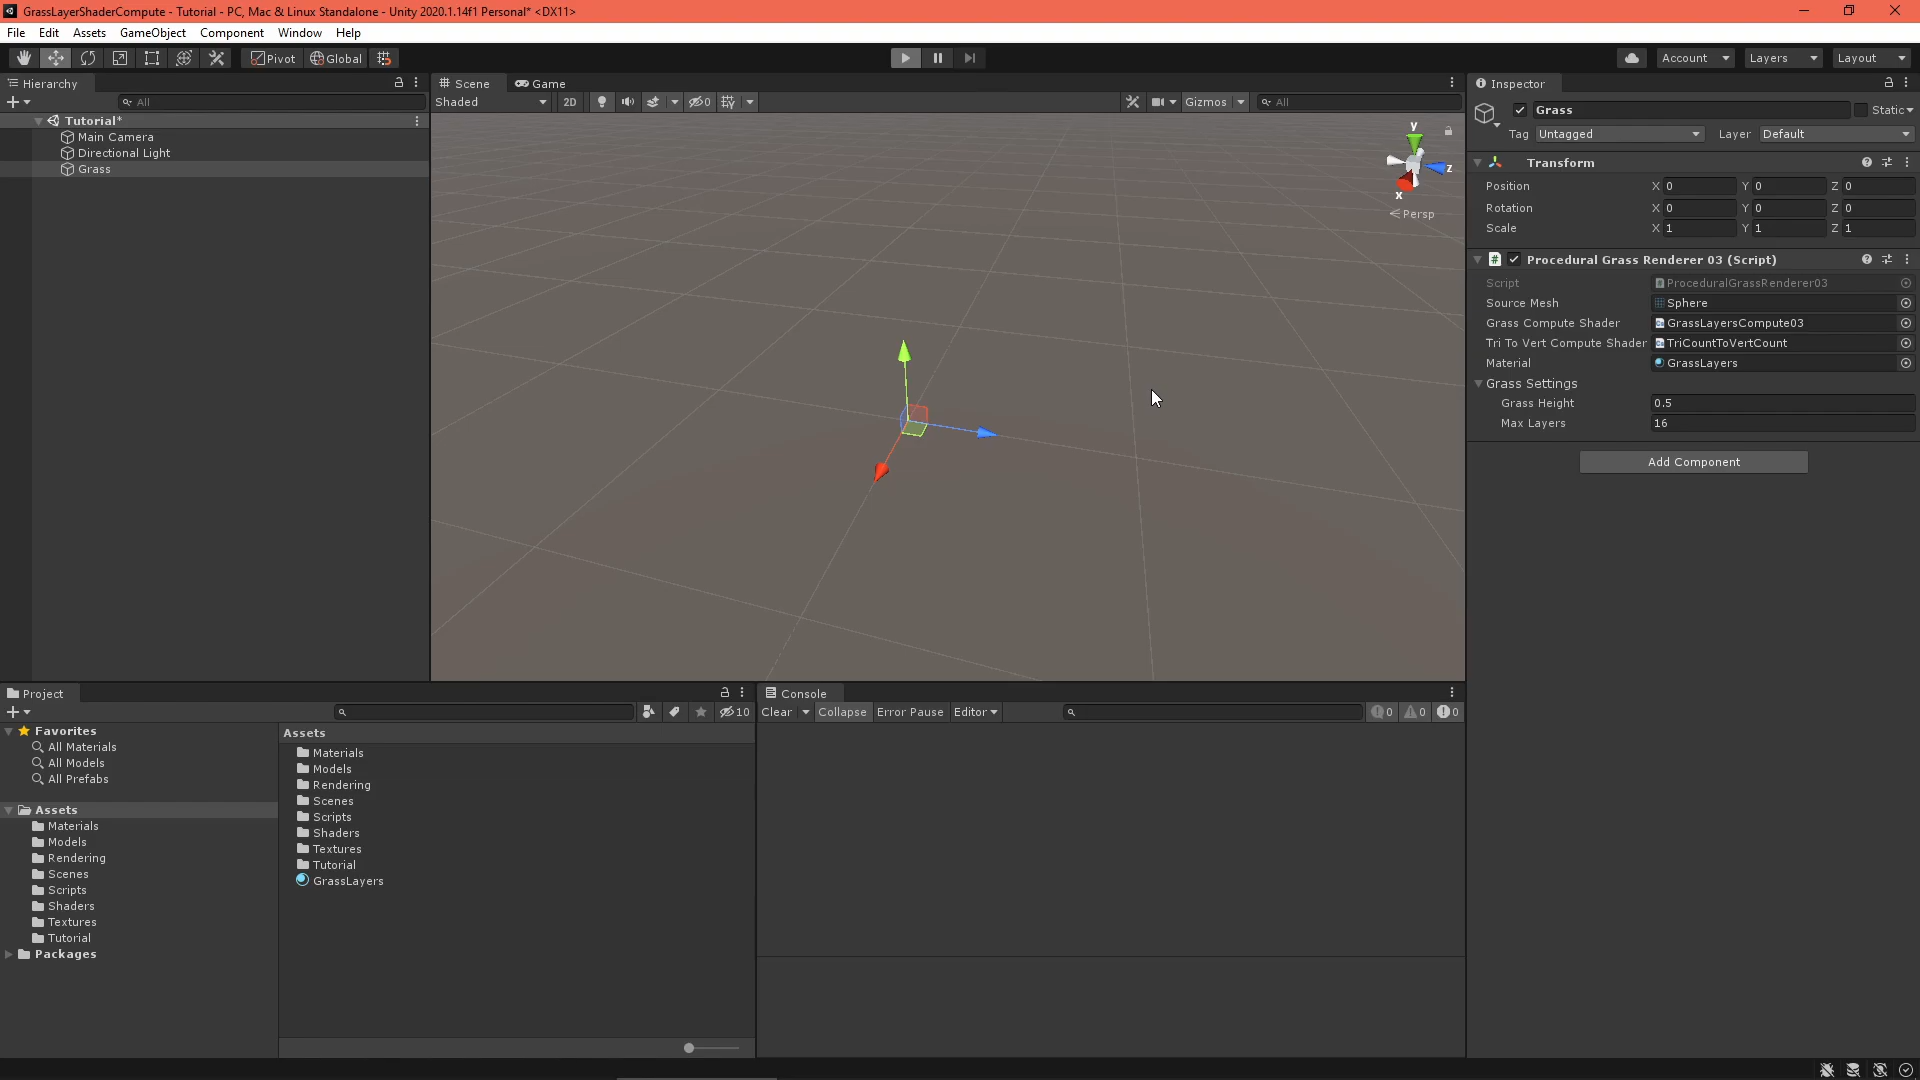 GrassLayerShaderCompute - Tutorial - PC, Mac & Linux Standalone - Unity 2020.1.14f1 Personal* <DX11>
File Edit Assets GameObject Component Window Help
Pivot Global Account Layers Layout
Hierarchy
All
Tutorial*
Main Camera
Directional Light
Grass
Scene Game
Shaded 2D 0 Gizmos All
y
z
x
Persp
Inspector
Grass Static
Tag Untagged Layer Default
Transform
Position X 0 Y 0 Z 0
Rotation X 0 Y 0 Z 0
Scale X 1 Y 1 Z 1
# Procedural Grass Renderer 03 (Script)
Script ProceduralGrassRenderer03
Source Mesh Sphere
Grass Compute Shader GrassLayersCompute03
Tri To Vert Compute Shader TriCountToVertCount
Material GrassLayers
Grass Settings
Grass Height 0.5
Max Layers 16
Add Component
Project
10
Favorites
All Materials
All Models
All Prefabs
Assets
Materials
Models
Rendering
Scenes
Scripts
Shaders
Textures
Tutorial
Packages
Assets
Materials
Models
Rendering
Scenes
Scripts
Shaders
Textures
Tutorial
GrassLayers
Console
Clear Collapse Error Pause Editor 0 0 0